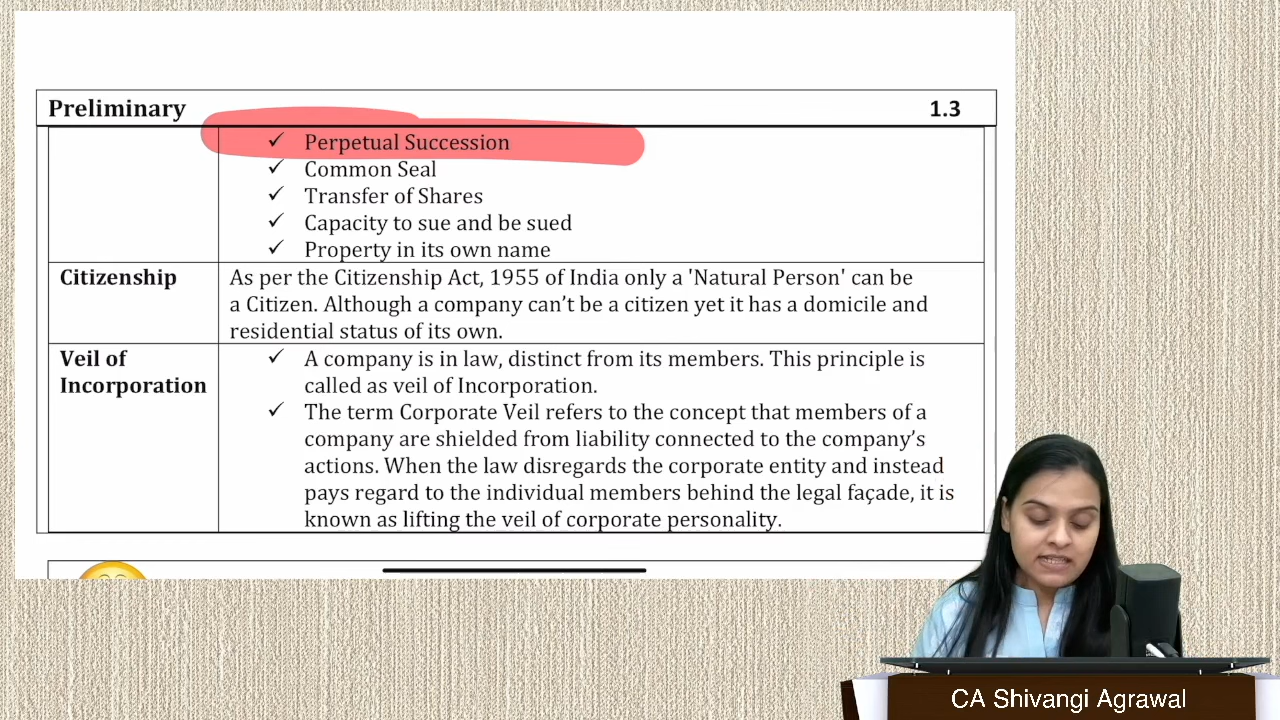 Preliminary 1.3
✓ Perpetual Succession
✓ Common Seal
✓ Transfer of Shares
✓ Capacity to sue and be sued
✓ Property in its own name
Citizenship
As per the Citizenship Act, 1955 of India only a 'Natural Person' can be
a Citizen. Although a company can’t be a citizen yet it has a domicile and
residential status of its own.
Veil of
Incorporation
✓ A company is in law, distinct from its members. This principle is
called as veil of Incorporation.
✓ The term Corporate Veil refers to the concept that members of a
company are shielded from liability connected to the company’s
actions. When the law disregards the corporate entity and instead
pays regard to the individual members behind the legal façade, it is
known as lifting the veil of corporate personality.
CA Shivangi Agrawal